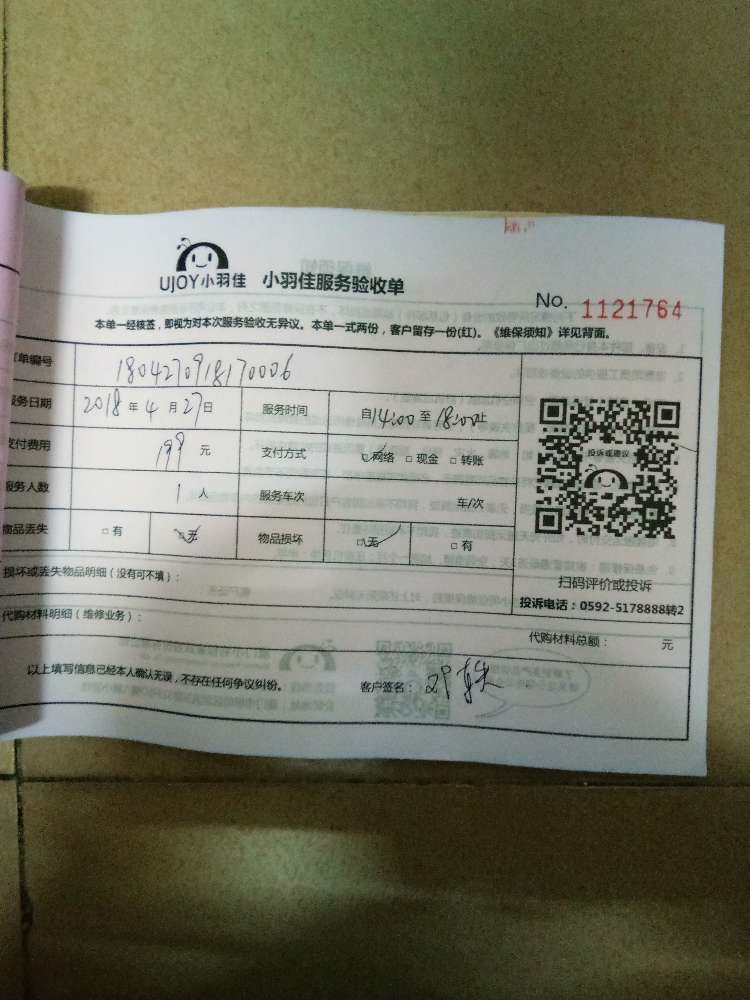 UJOY小羽佳 小羽佳服务验收单
No. 1121764
本单一经核签，即视为对本次服务验收无异议。本单一式两份，客户留存一份(红)。《维保须知》详见背面。
单编号 1804270918170006
服务日期 2018 年 4 月 27 日 服务时间 自14:00 至 18:00止
支付费用 199 元 支付方式 □网络 □现金 □转账
服务人数 1 人 服务车次 车/次
物品丢失 □有 □无 物品损坏 □无 □有
投诉或建议
扫码评价或投诉
投诉电话：0592-5178888转2
损坏或丢失物品明细（没有可不填）：
代购材料明细（维修业务）： 代购材料总额： 元
以上填写信息已经本人确认无误，不存在任何争议纠纷。 客户签名：